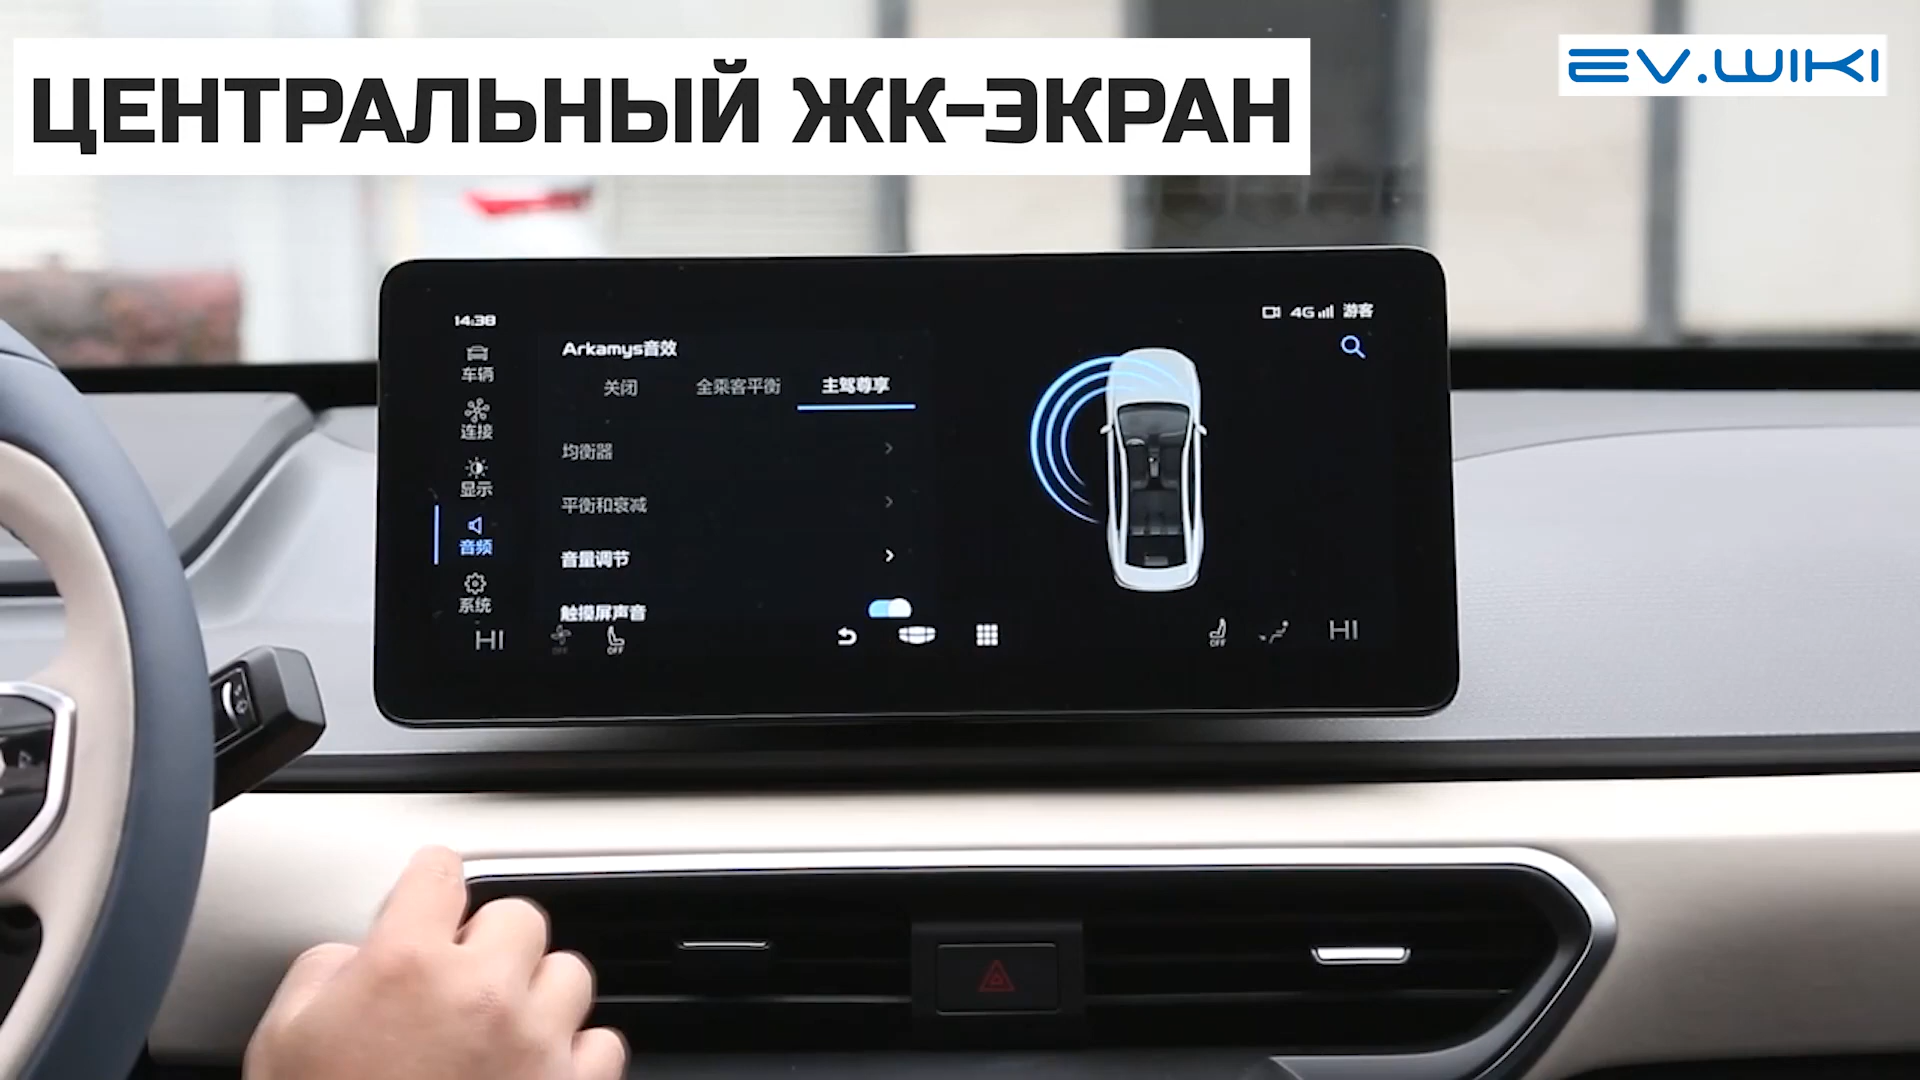 ЦЕНТРАЛЬНЫЙ ЖК-ЭКРАН
EV.WIKI
14:38
4G 游客
Arkamys音效
车辆
关闭 全乘客平衡 主驾尊享
连接
均衡器
显示
平衡和衰减
音频
音量调节
系统
触摸屏声音
HI OFF OFF OFF HI